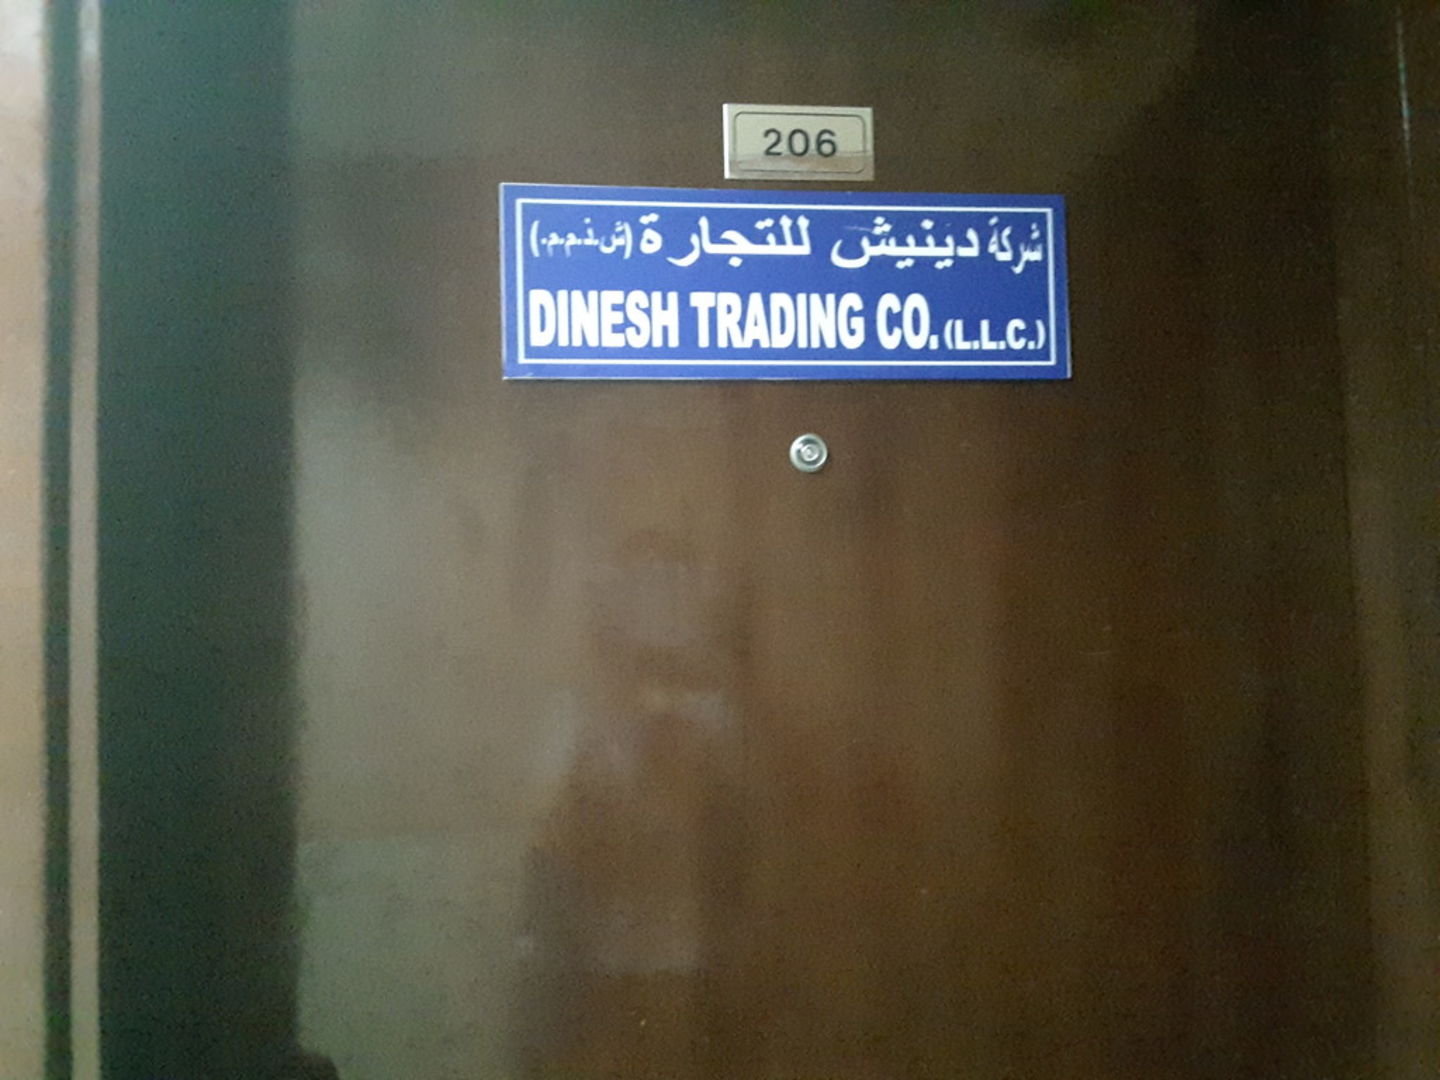 206
شركة دينيش للتجارة (ش.ذ.م.م.)
DINESH TRADING CO. (L.L.C.)